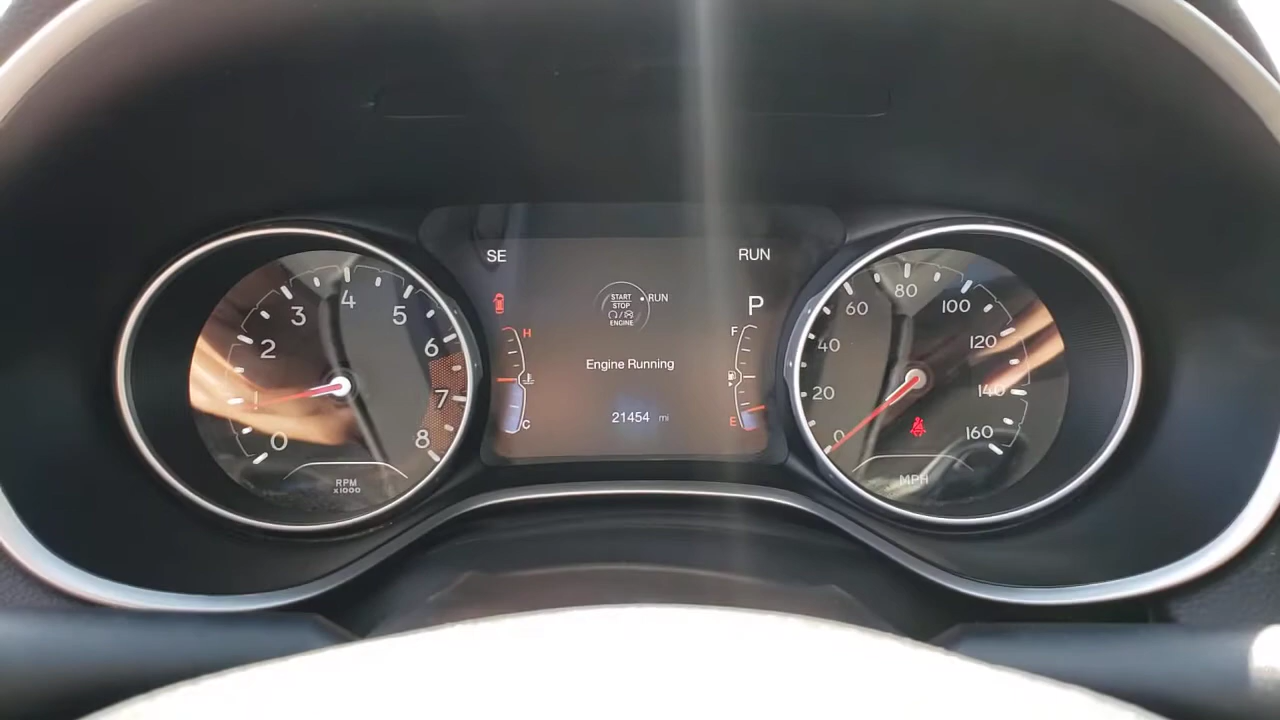 SE
RUN
START
STOP
ENGINE
RUN
P
H
C
F
E
Engine Running
21454 mi
0
1
2
3
4
5
6
7
8
RPM
x1000
0
20
40
60
80
100
120
140
160
MPH